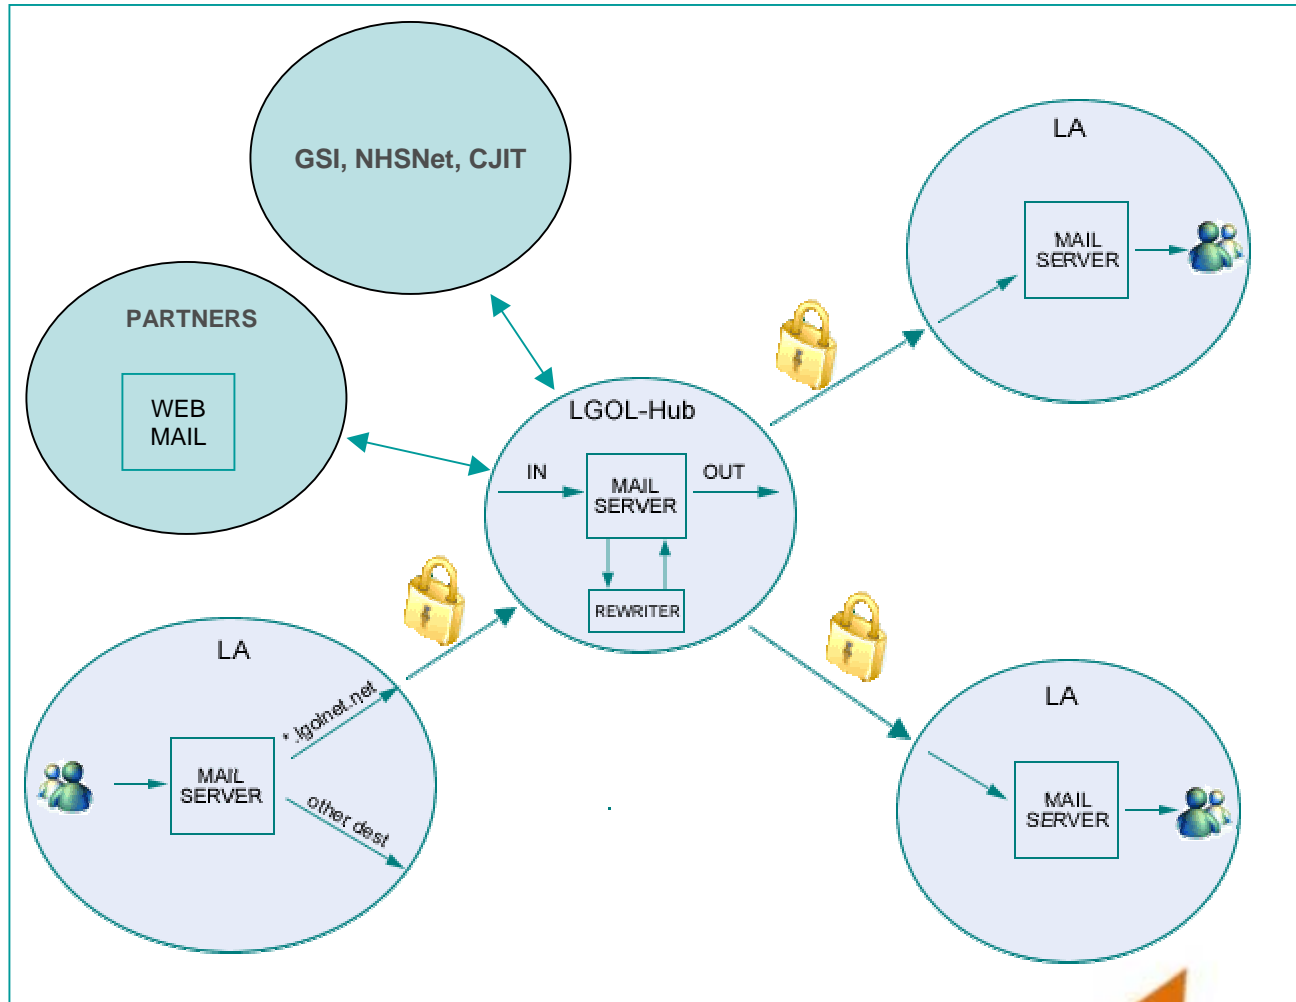 GSI, NHSNet, CJIT
LA
MAIL
SERVER
PARTNERS
WEB
MAIL
LGOL-Hub
IN
MAIL
SERVER
OUT
REWRITER
LA
*.lgolnet.net
MAIL
SERVER
other dest
LA
MAIL
SERVER